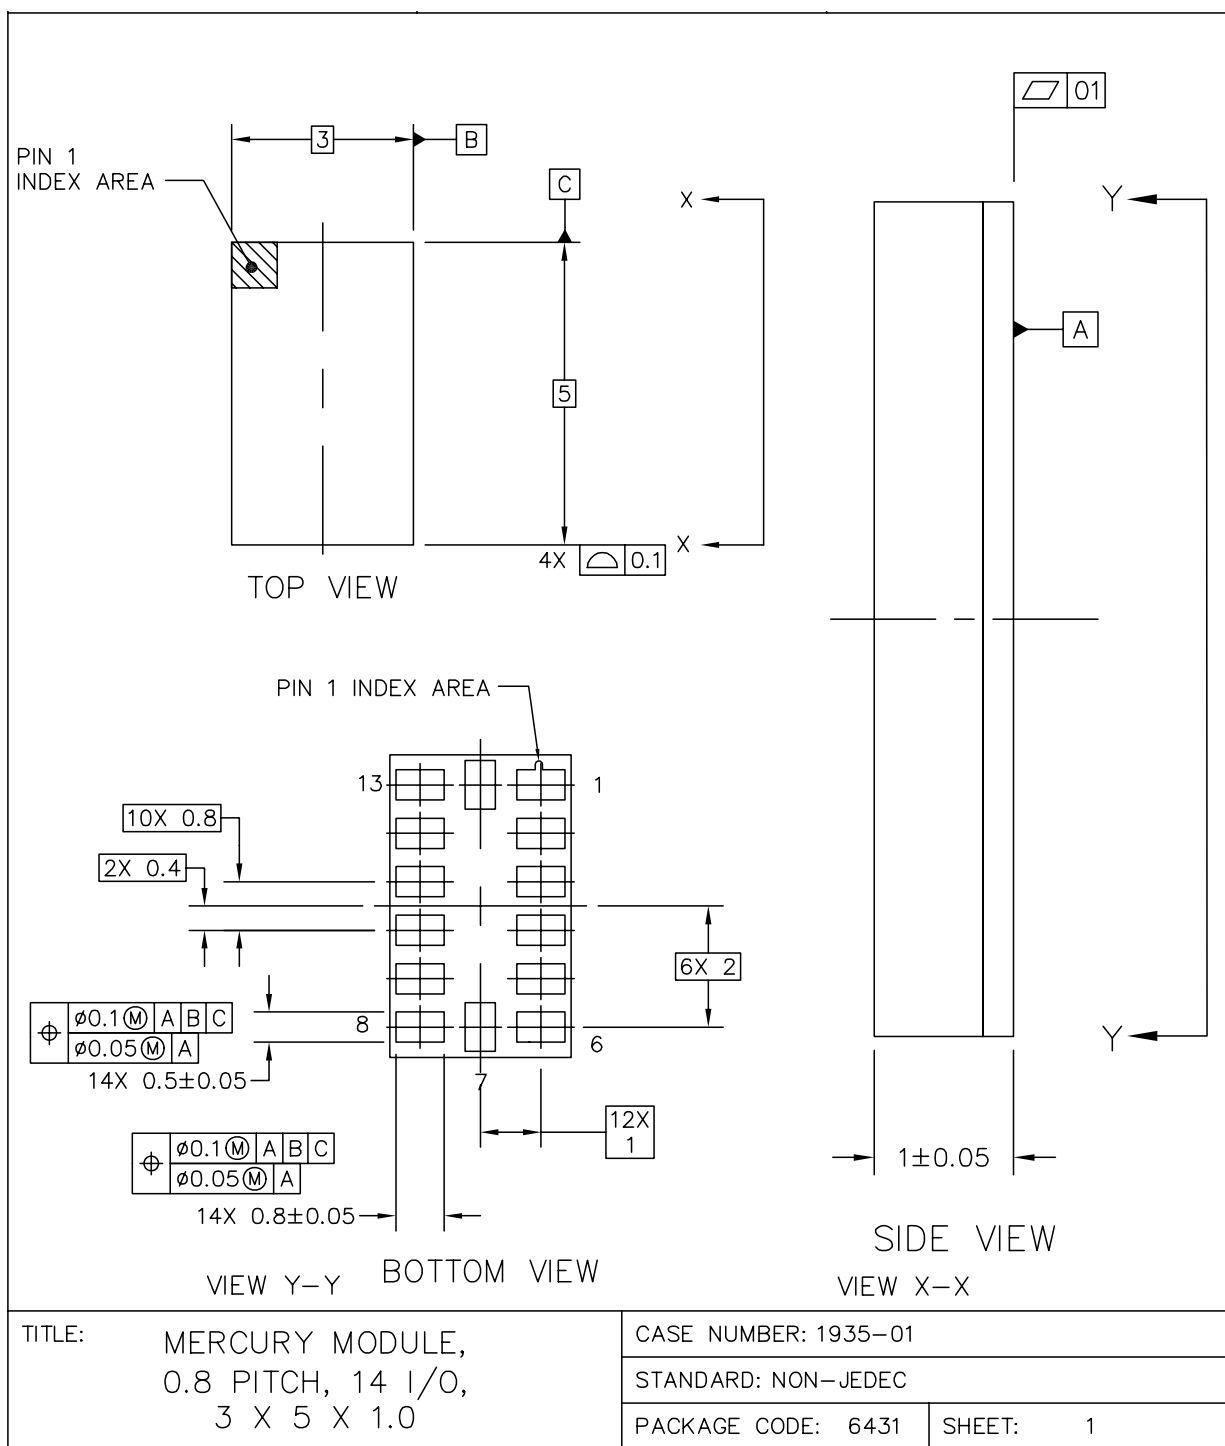 01
3
B
PIN 1
INDEX AREA
C
X
Y
A
5
4X 0.1
X
TOP VIEW
PIN 1 INDEX AREA
13
1
10X 0.8
2X 0.4
6X 2
ø0.1Ⓜ A B C
ø0.05Ⓜ A
8
6
14X 0.5±0.05
7
Y
12X
1
ø0.1Ⓜ A B C
ø0.05Ⓜ A
1±0.05
14X 0.8±0.05
SIDE VIEW
BOTTOM VIEW
VIEW Y-Y
VIEW X-X
TITLE:
MERCURY MODULE,
0.8 PITCH, 14 I/O,
3 X 5 X 1.0
CASE NUMBER: 1935-01
STANDARD: NON-JEDEC
PACKAGE CODE: 6431
SHEET: 1